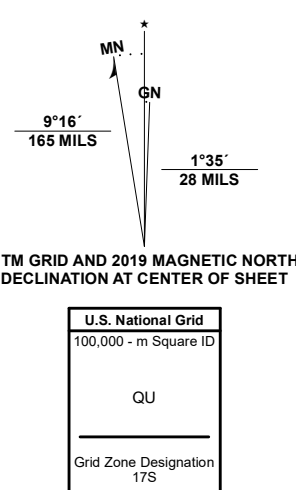 ★
MN
GN
9°16´
165 MILS
1°35´
28 MILS
TM GRID AND 2019 MAGNETIC NORTH
DECLINATION AT CENTER OF SHEET
U.S. National Grid
100,000 - m Square ID
QU
Grid Zone Designation
17S